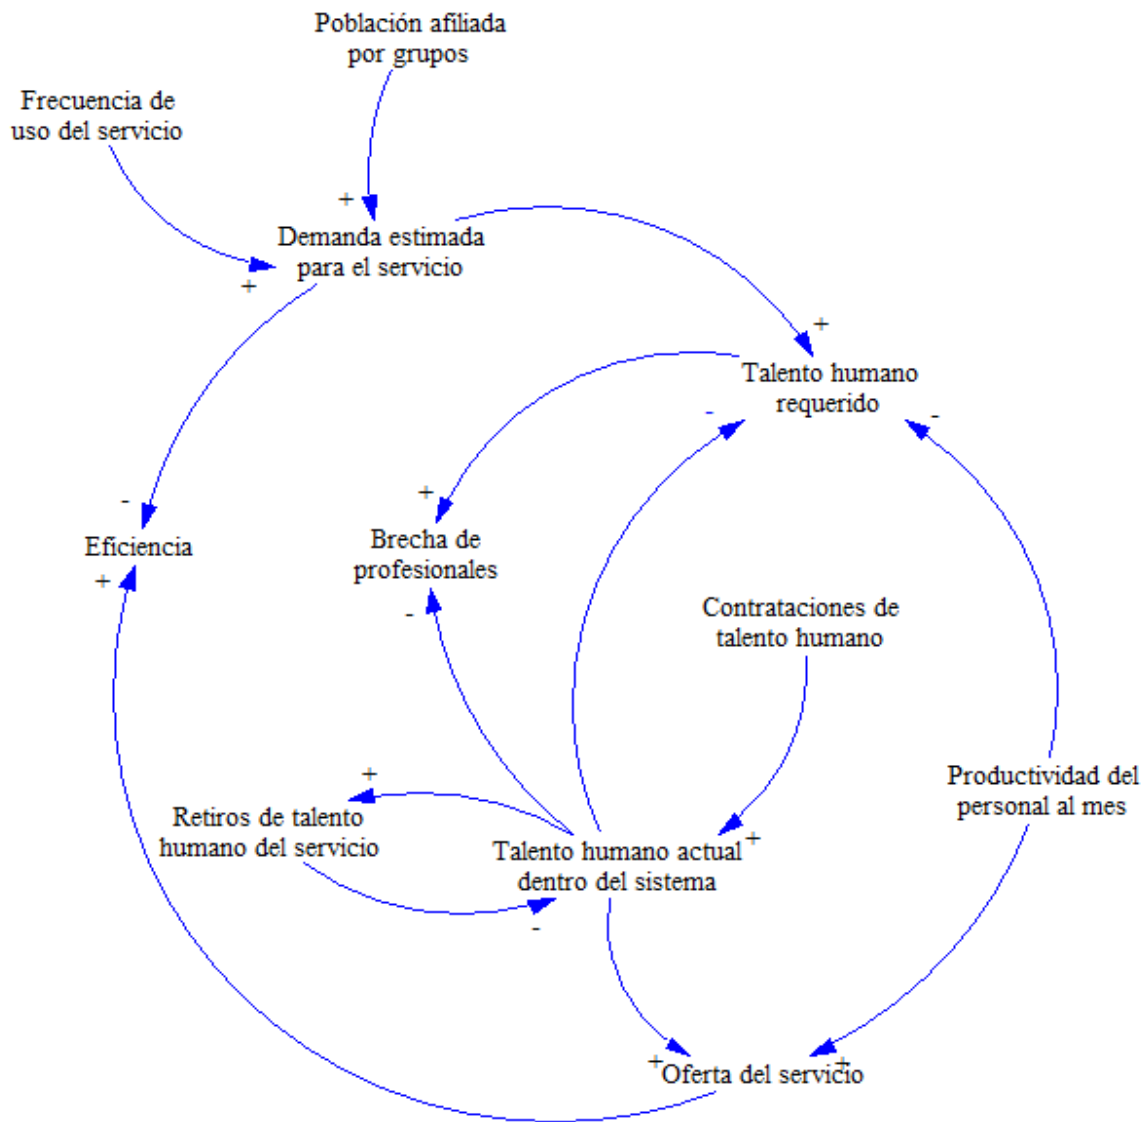 Población afiliada
por grupos
Frecuencia de
uso del servicio
+
+
Demanda estimada
para el servicio
+
Talento humano
requerido
-
-
+
-
Eficiencia
+
Brecha de
profesionales
-
Contrataciones de
talento humano
+
Retiros de talento
humano del servicio
Productividad del
personal al mes
+
Talento humano actual
dentro del sistema
-
+
+
Oferta del servicio